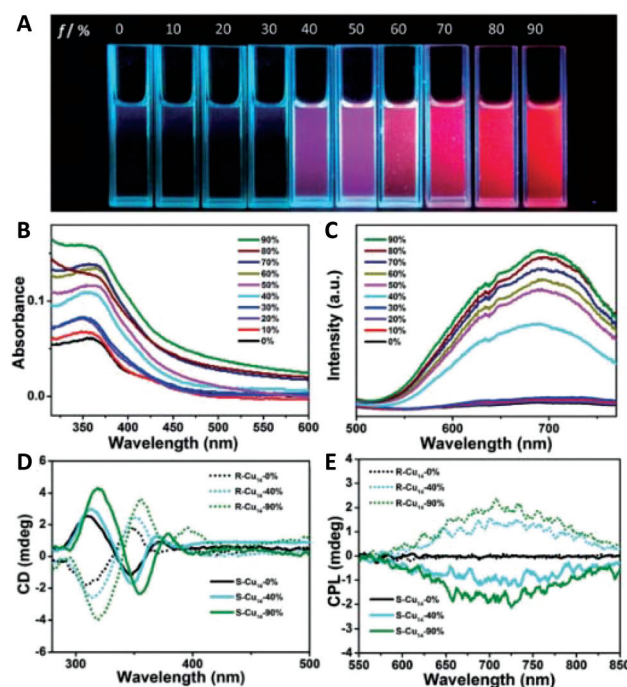 A
f / % 0 10 20 30 40 50 60 70 80 90
B
90%
80%
70%
60%
50%
40%
30%
20%
10%
0%
0.1
0.0
Absorbance
350 400 450 500 550 600
Wavelength (nm)
C
90%
80%
70%
60%
50%
40%
30%
20%
10%
0%
Intensity (a.u.)
500 600 700
Wavelength (nm)
D
R-Cu₁₄-0%
R-Cu₁₄-40%
R-Cu₁₄-90%
S-Cu₁₄-0%
S-Cu₁₄-40%
S-Cu₁₄-90%
6
4
2
0
-2
-4
-6
CD (mdeg)
300 400 500
Wavelength (nm)
E
R-Cu₁₄-0%
R-Cu₁₄-40%
R-Cu₁₄-90%
S-Cu₁₄-0%
S-Cu₁₄-40%
S-Cu₁₄-90%
4
3
2
1
0
-1
-2
-3
-4
CPL (mdeg)
550 600 650 700 750 800 850
Wavelength (nm)